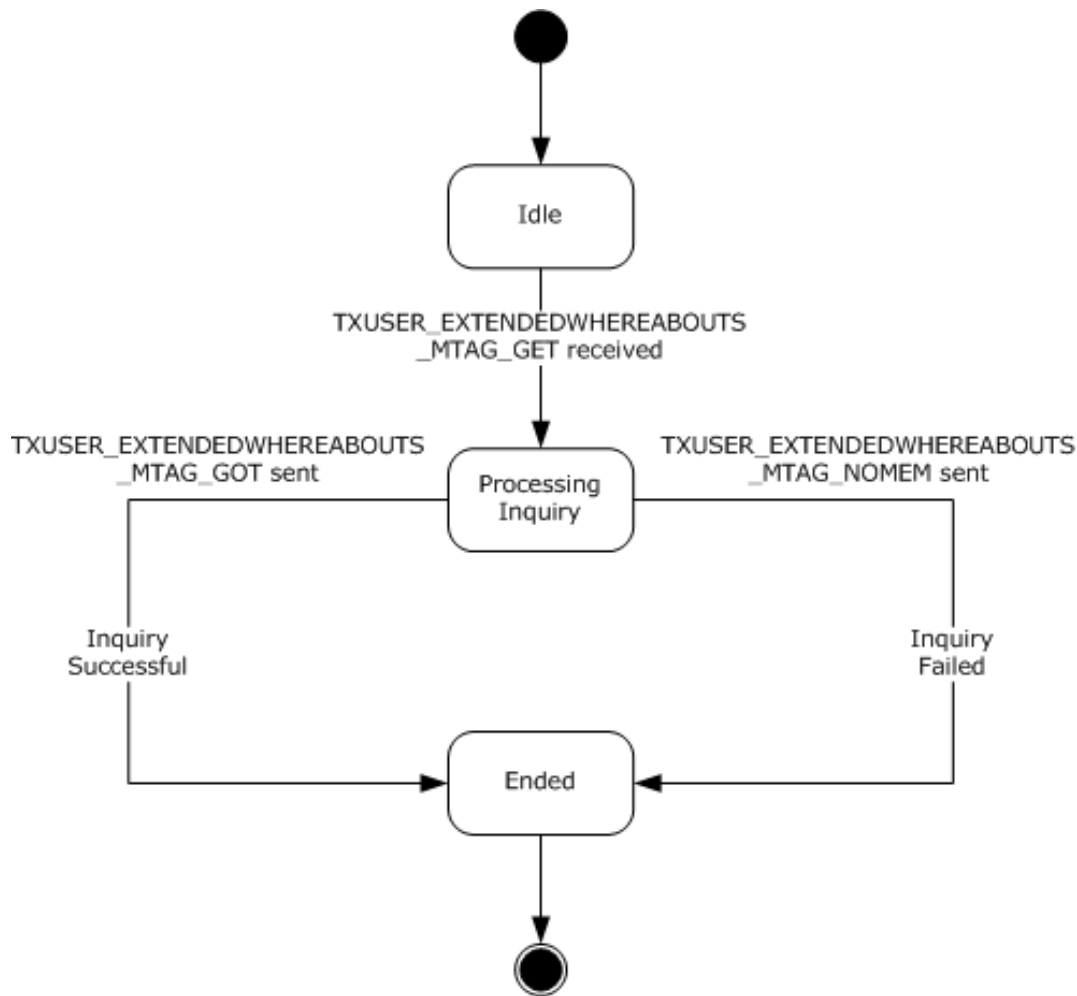 Idle
TXUSER_EXTENDEDWHEREABOUTS
_MTAG_GET received
TXUSER_EXTENDEDWHEREABOUTS
_MTAG_GOT sent
TXUSER_EXTENDEDWHEREABOUTS
_MTAG_NOMEM sent
Processing
Inquiry
Inquiry
Successful
Inquiry
Failed
Ended